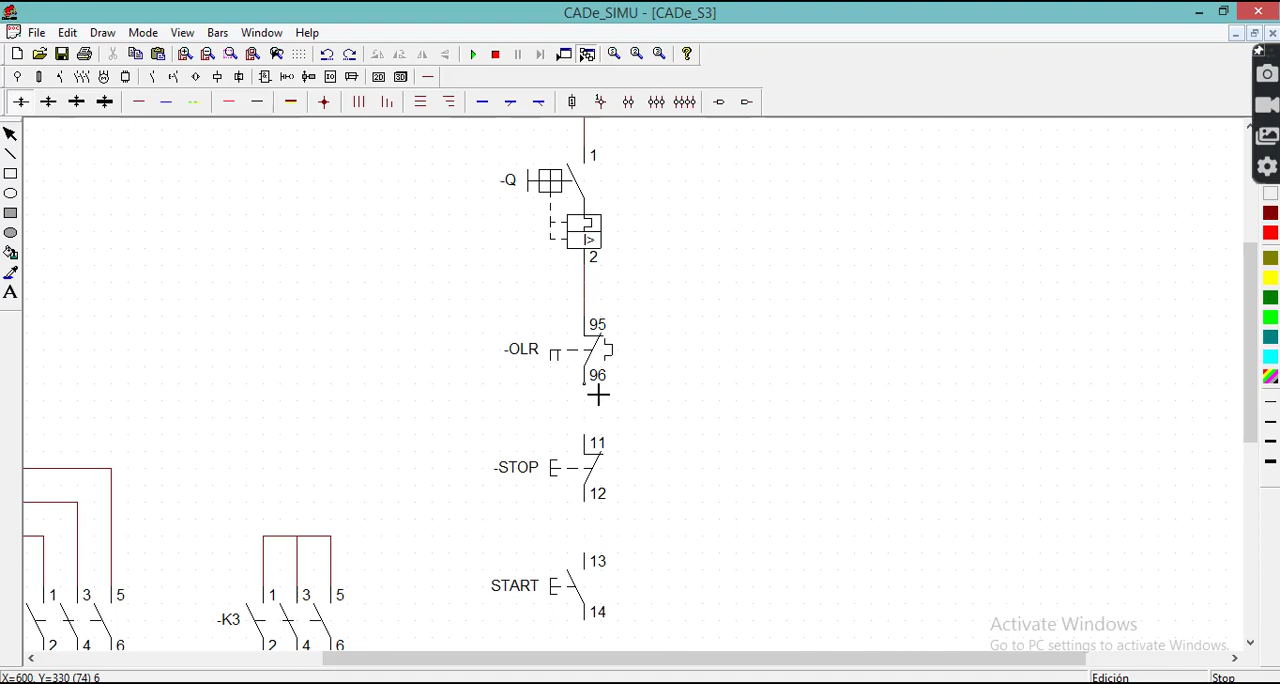 CADe_SIMU - [CADe_S3]
File Edit Draw Mode View Bars Window Help
1
-Q
2
95
-OLR
96
11
-STOP
12
13
START
14
1 3 5
2 4 6
-K3
1 3 5
2 4 6
A
Activate Windows
Go to PC settings to activate Windows.
X=600, Y=330 (74) 6
Edición
Stop